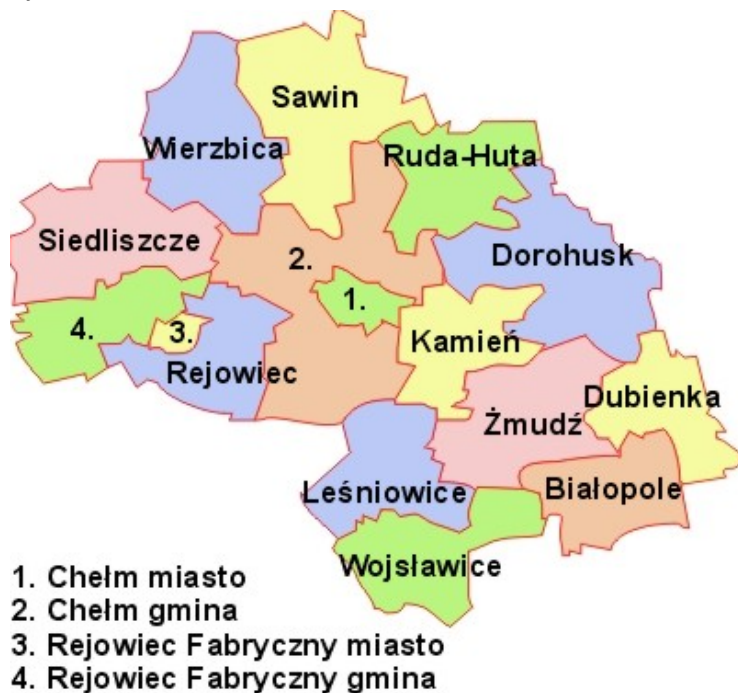 Sawin
Wierzbica
Ruda-Huta
Siedliszcze
2.
Dorohusk
1.
4.
3.
Kamień
Rejowiec
Dubienka
Żmudź
Leśniowice
Białopole
Wojsławice
1. Chełm miasto
2. Chełm gmina
3. Rejowiec Fabryczny miasto
4. Rejowiec Fabryczny gmina